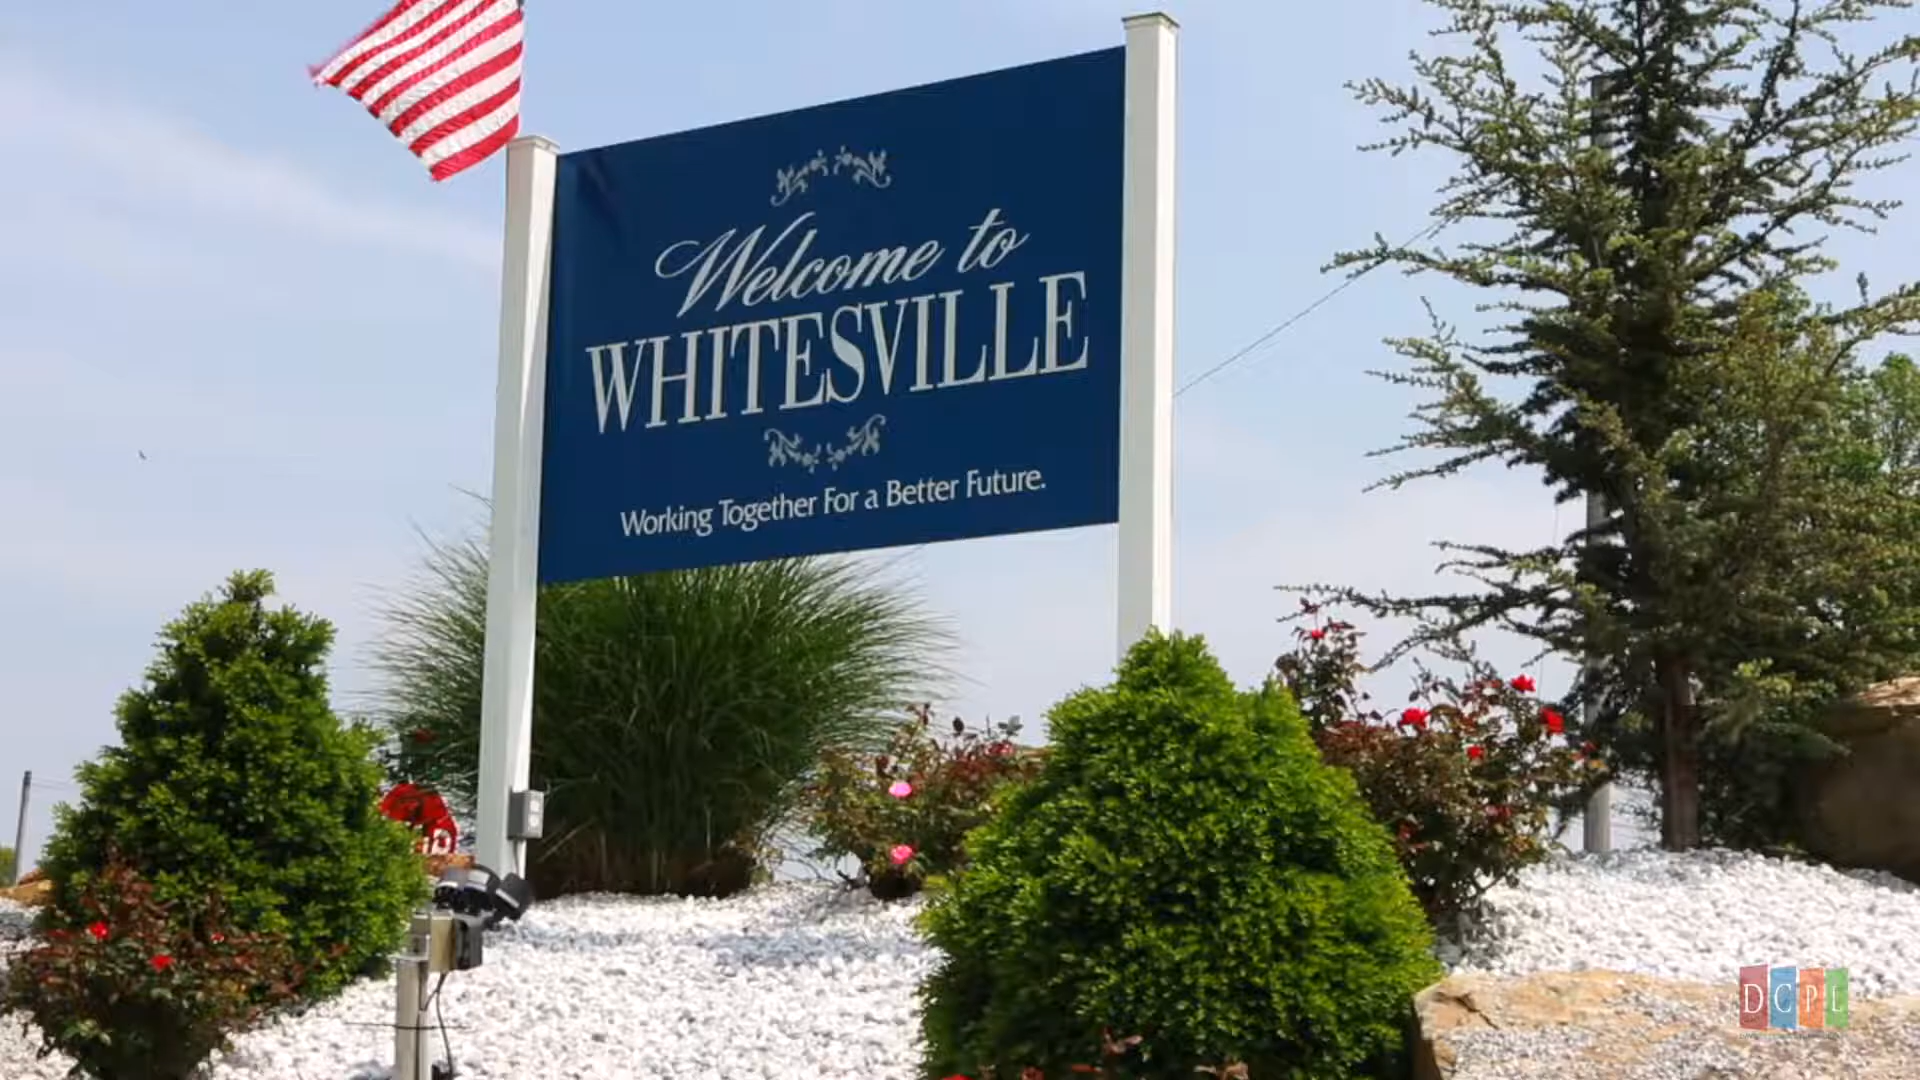 Welcome to
WHITESVILLE
Working Together For a Better Future.
DCPL